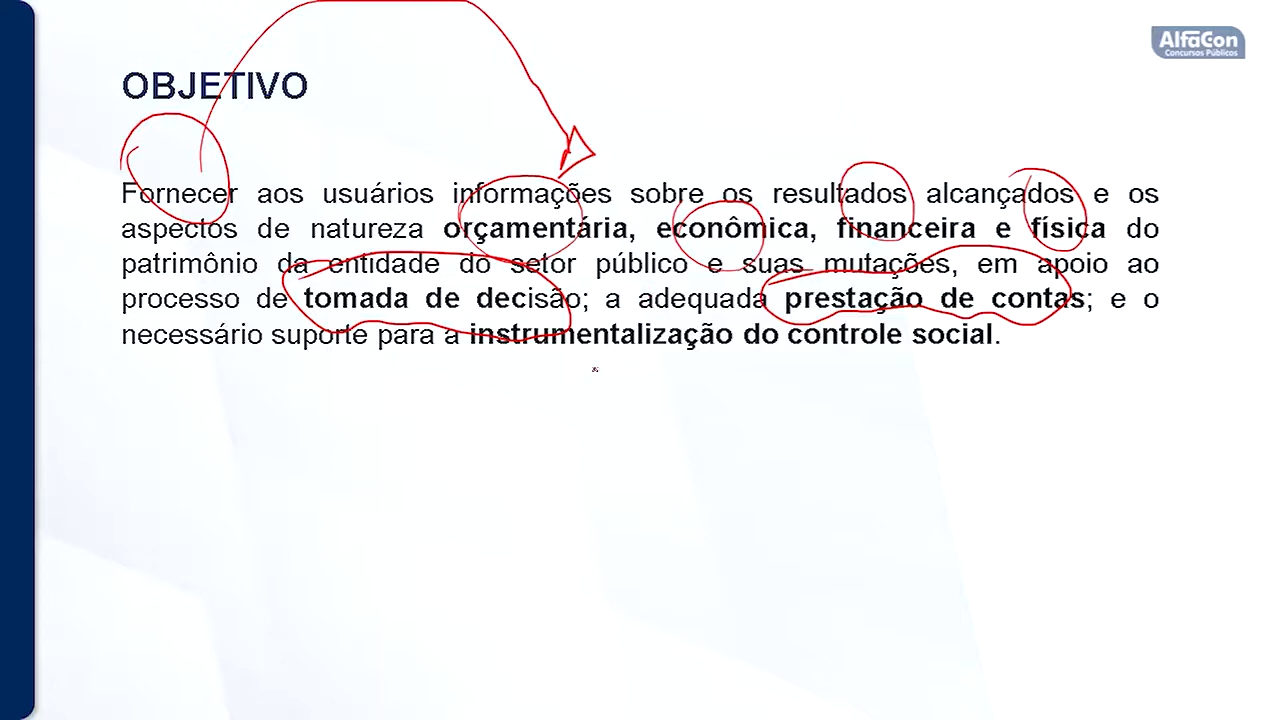 AlfaCon
Concursos Públicos
OBJETIVO
Fornecer aos usuários informações sobre os resultados alcançados e os
aspectos de natureza orçamentária, econômica, financeira e física do
patrimônio da entidade do setor público e suas mutações, em apoio ao
processo de tomada de decisão; a adequada prestação de contas; e o
necessário suporte para a instrumentalização do controle social.